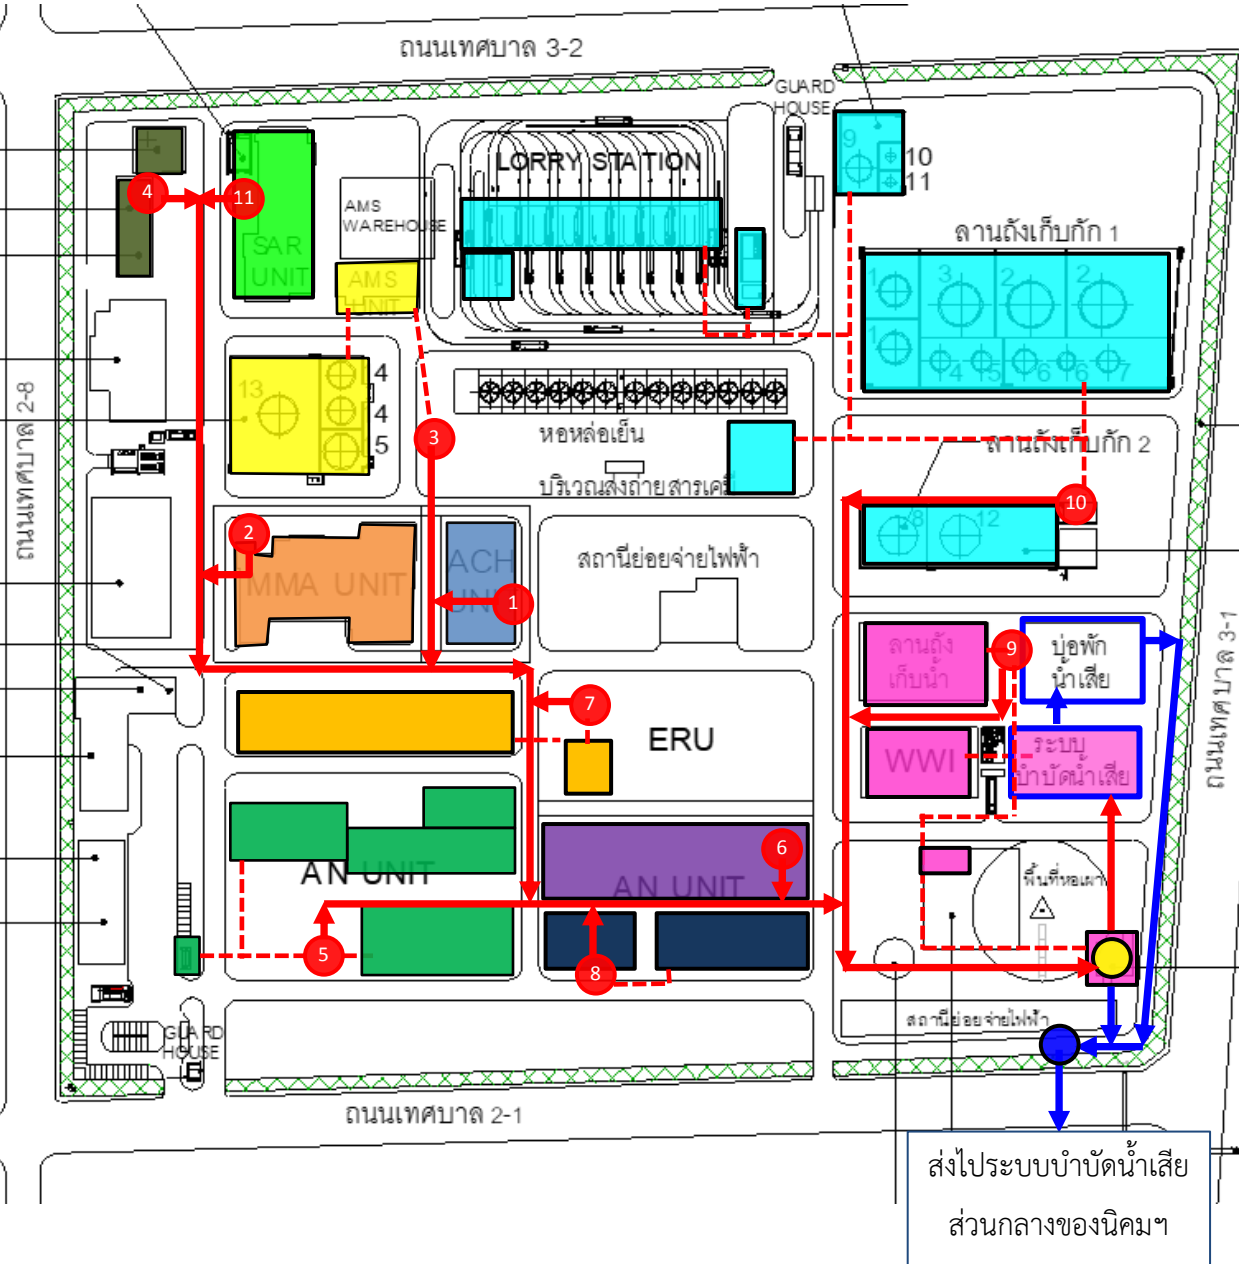 ถนนเทศบาล 3-2
GUARD
HOUSE
LORRY STATION
9
10
11
4
11
AMS
WAREHOUSE
SAR
UNIT
AMS
UNIT
ลานถังเก็บกัก 1
1
3
2
2
1
4
5
6
6
7
ถนนเทศบาล 2-8
13
4
4
5
3
หอหล่อเย็น
บริเวณส่งถ่ายสารเคมี
ลานถังเก็บกัก 2
10
8
12
2
MMA UNIT
ACH
UNIT
1
สถานีย่อยจ่ายไฟฟ้า
ลานถัง
เก็บน้ำ
9
บ่อพัก
น้ำเสีย
ถนนเทศบาล 3-1
7
ERU
WWI
ระบบ
บำบัดน้ำเสีย
AN UNIT
6
AN UNIT
พื้นที่หอเผา
5
8
GUARD
HOUSE
สถานีย่อยจ่ายไฟฟ้า
ถนนเทศบาล 2-1
ส่งไประบบบำบัดน้ำเสีย
ส่วนกลางของนิคมฯ